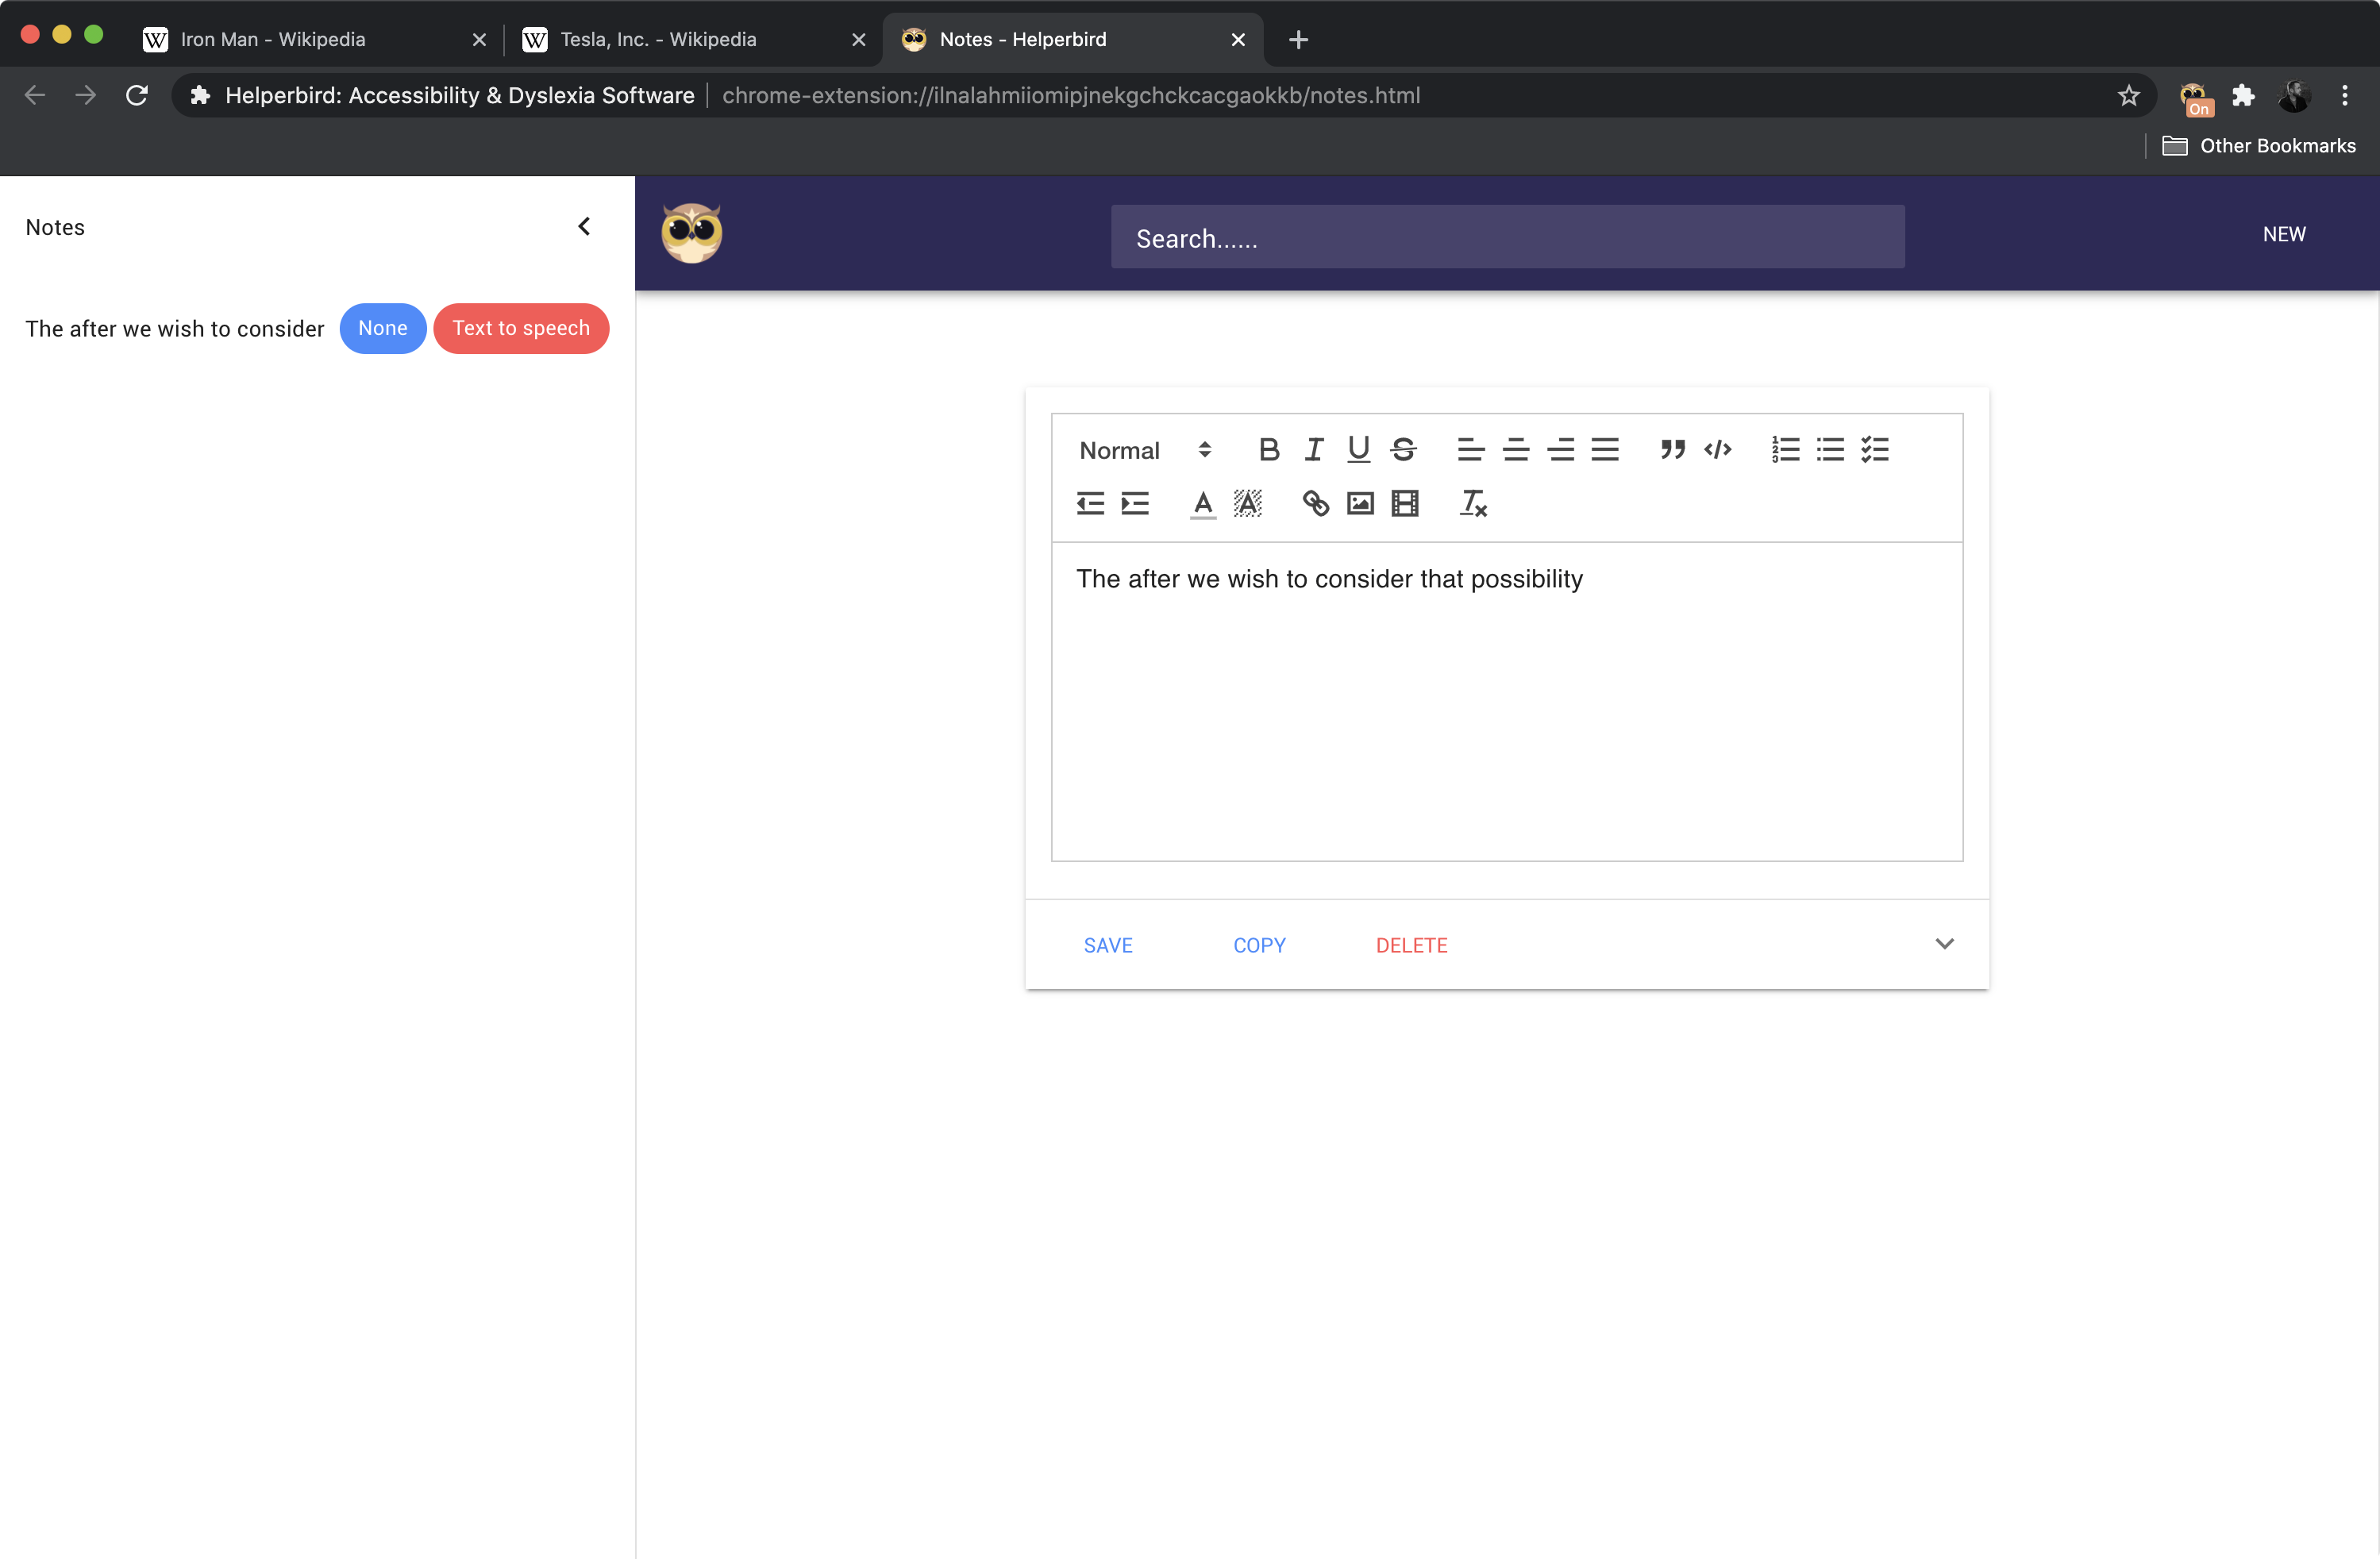 Iron Man - Wikipedia
Tesla, Inc. - Wikipedia
Notes - Helperbird
Helperbird: Accessibility & Dyslexia Software
chrome-extension://ilnalahmiiomipjnekgchckcacgaokkb/notes.html
On
Other Bookmarks
Notes
Search......
NEW
The after we wish to consider
None
Text to speech
Normal
The after we wish to consider that possibility
SAVE
COPY
DELETE